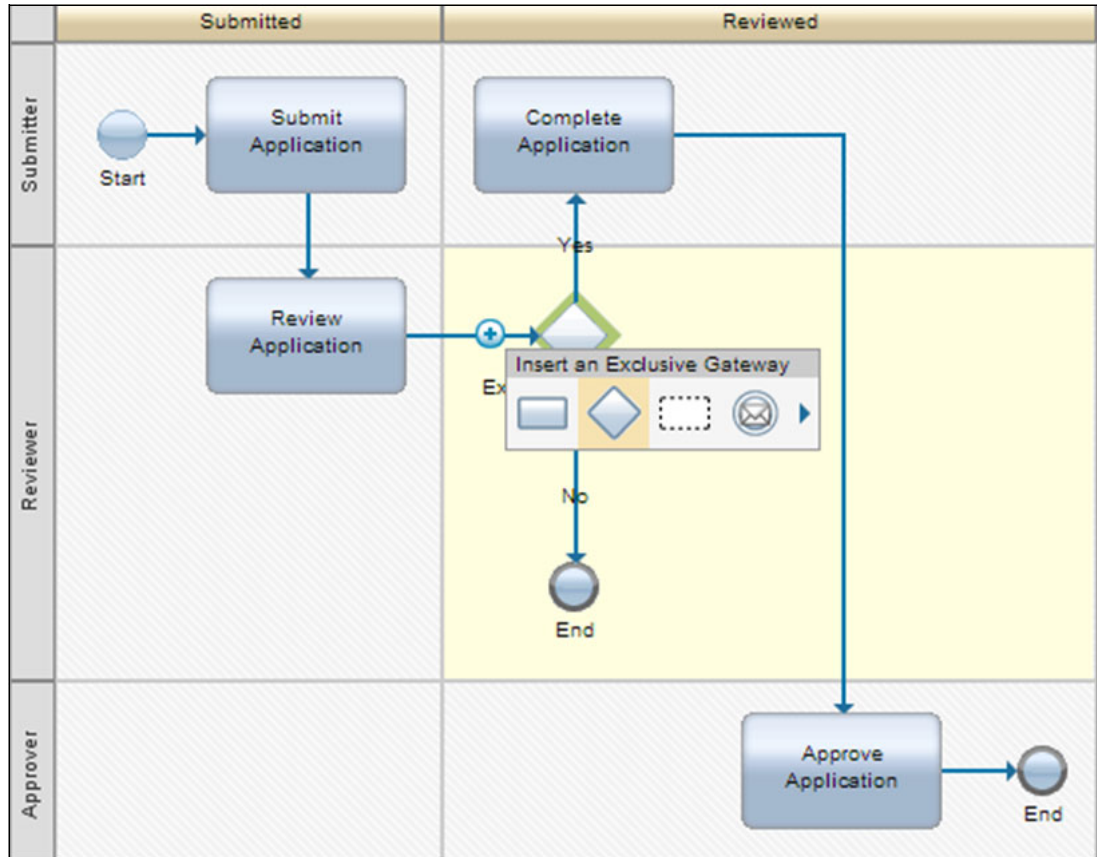 Submitted
Reviewed
Submitter
Start
Submit
Application
Complete
Application
Yes
Reviewer
Review
Application
Insert an Exclusive Gateway
No
End
Approver
Approve
Application
End